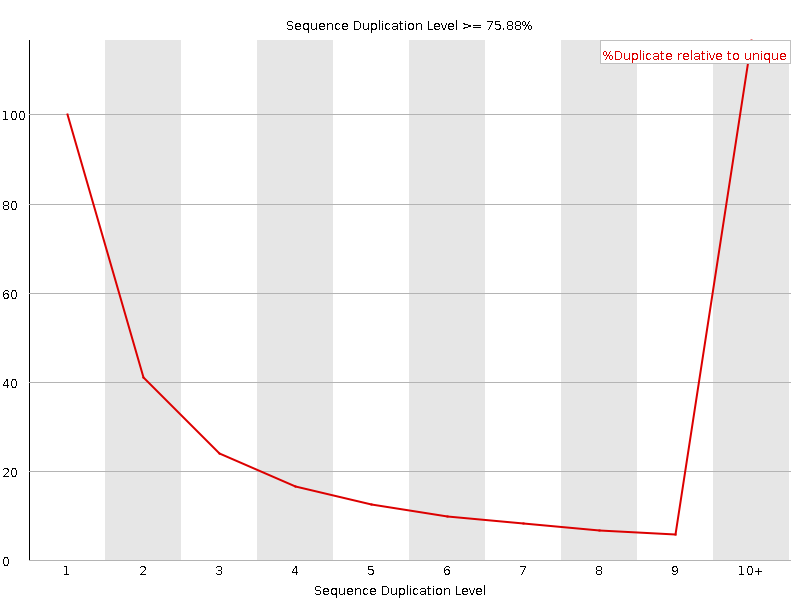 Sequence Duplication Level >= 75.88%
%Duplicate relative to unique
100
80
60
40
20
0
1 2 3 4 5 6 7 8 9 10+
Sequence Duplication Level